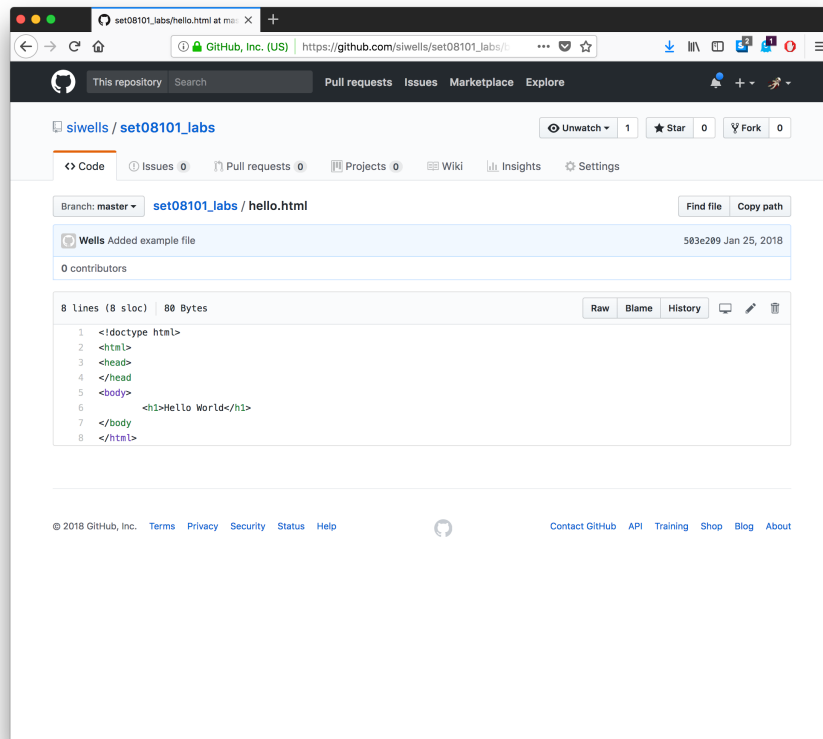 set08101_labs/hello.html at mas
GitHub, Inc. (US) https://github.com/siwells/set08101_labs/
2 1
This repository Search Pull requests Issues Marketplace Explore
siwells / set08101_labs Unwatch 1 Star 0 Fork 0
Code Issues 0 Pull requests 0 Projects 0 Wiki Insights Settings
Branch: master set08101_labs / hello.html Find file Copy path
Wells Added example file 503e209 Jan 25, 2018
0 contributors
8 lines (8 sloc) 80 Bytes Raw Blame History
1 <!doctype html>
2 <html>
3 <head>
4 </head
5 <body>
6 <h1>Hello World</h1>
7 </body
8 </html>
© 2018 GitHub, Inc. Terms Privacy Security Status Help Contact GitHub API Training Shop Blog About